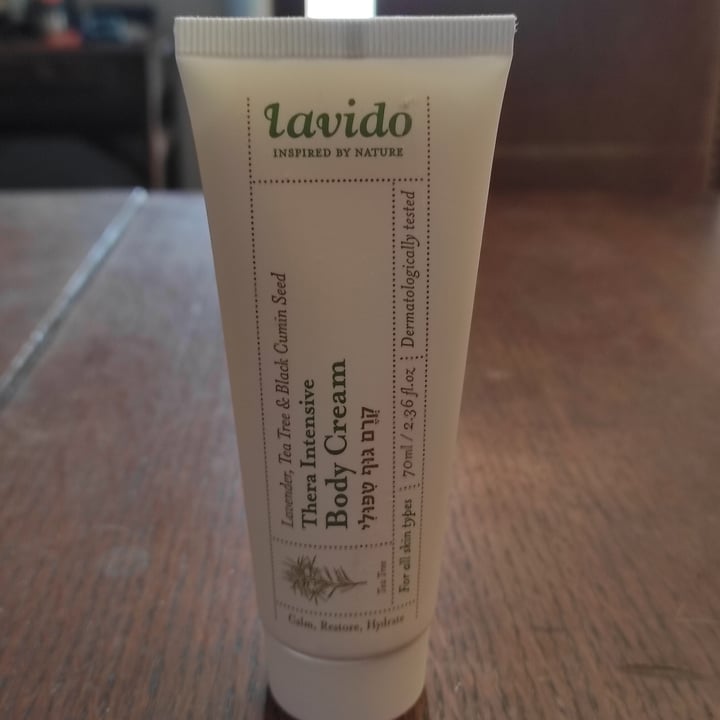 lavido
INSPIRED BY NATURE
Lavender, Tea Tree & Black Cumin Seed
Thera Intensive
Body Cream
קרם גוף טיפולי
For all skin types ⋮ 70ml / 2.36 fl.oz ⋮ Dermatologically tested
Tea Tree
Calm, Restore, Hydrate